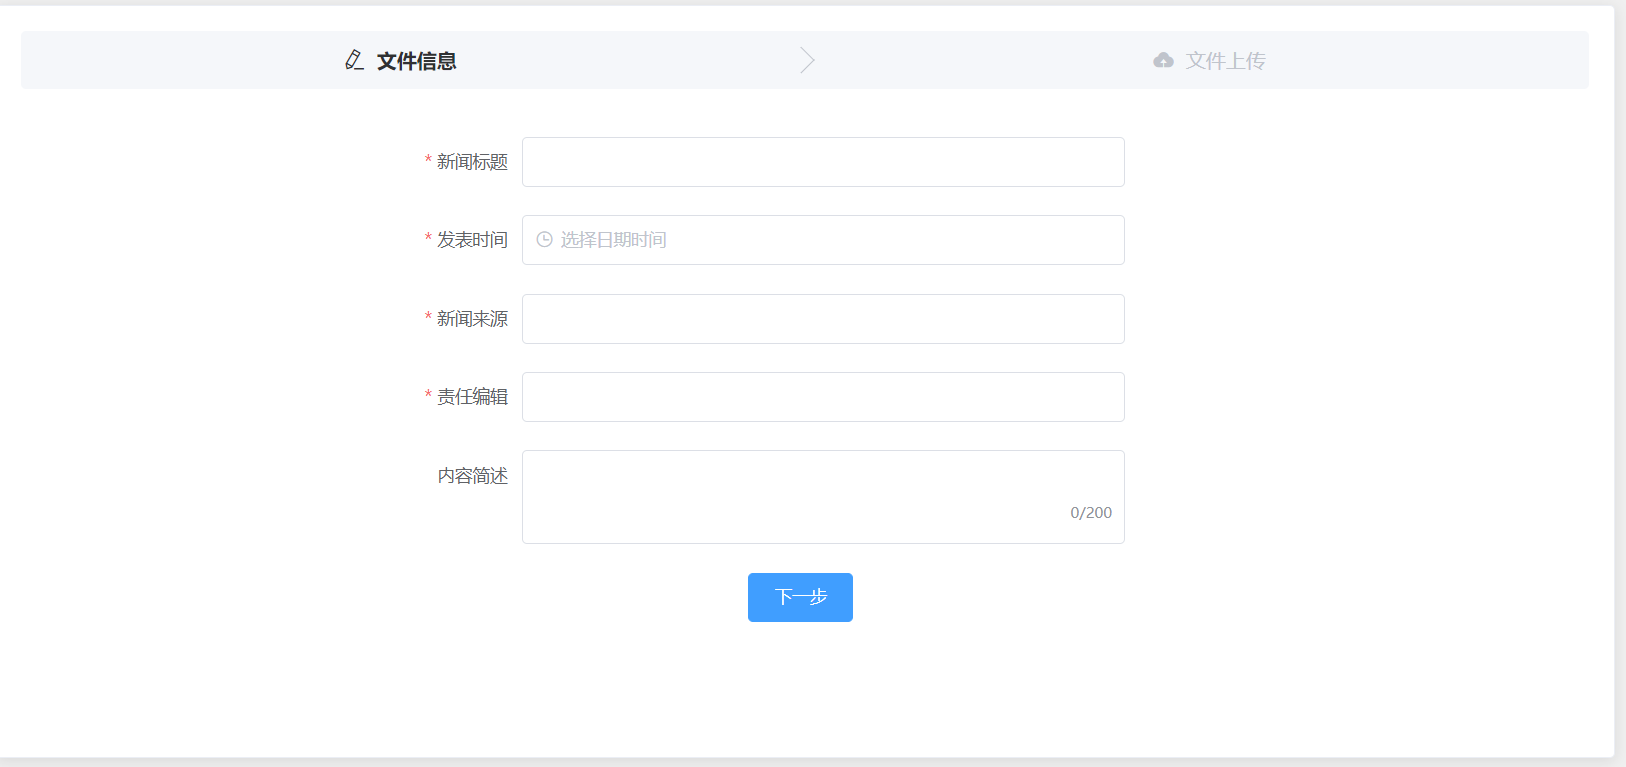 文件信息 文件上传
* 新闻标题
* 发表时间 选择日期时间
* 新闻来源
* 责任编辑
内容简述
0/200
下一步